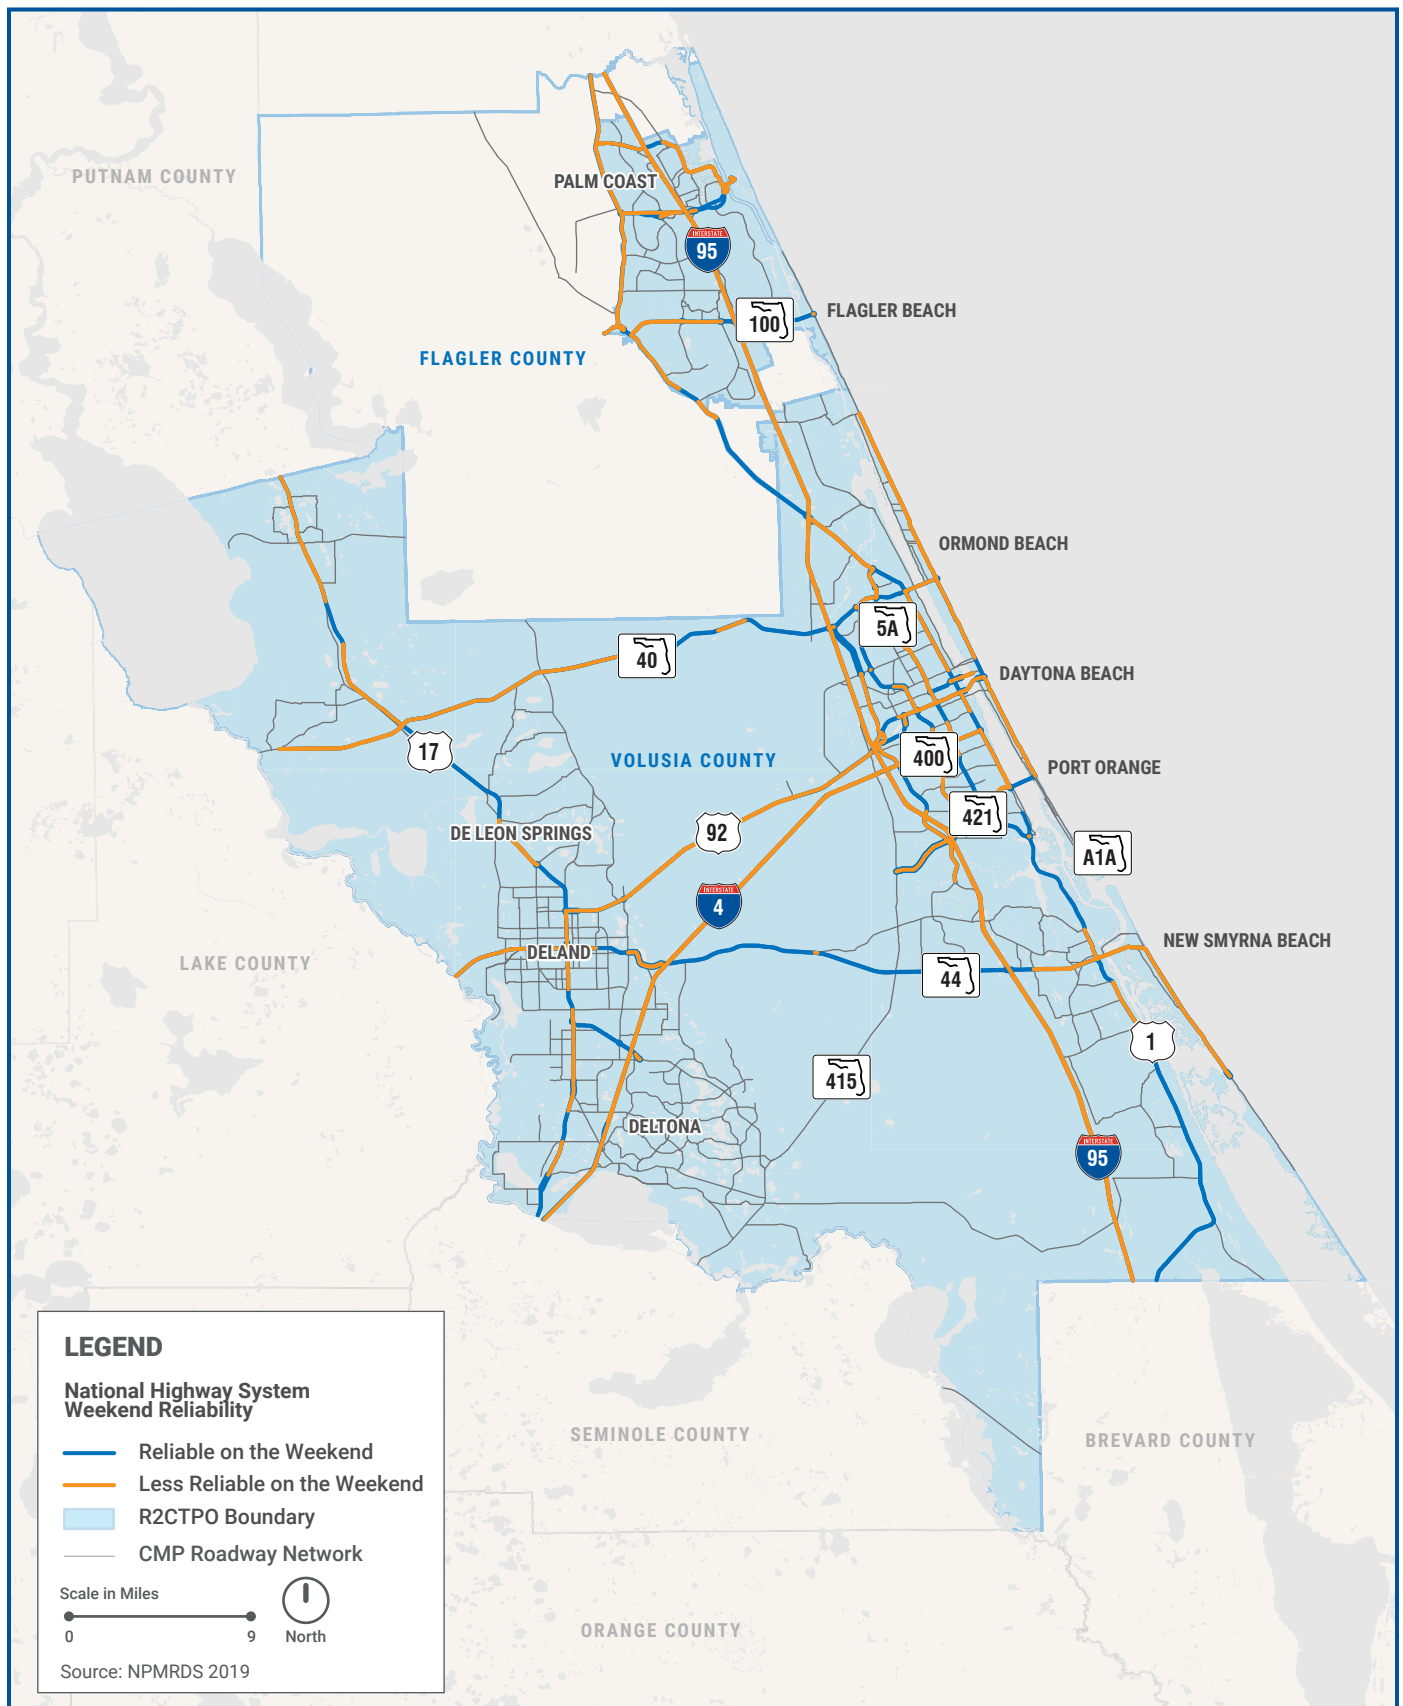 PUTNAM COUNTY
PALM COAST
INTERSTATE
95
100
FLAGLER BEACH
FLAGLER COUNTY
ORMOND BEACH
5A
40
DAYTONA BEACH
17
VOLUSIA COUNTY
400
PORT ORANGE
421
DE LEON SPRINGS
92
A1A
INTERSTATE
4
NEW SMYRNA BEACH
DELAND
LAKE COUNTY
44
1
415
DELTONA
INTERSTATE
95
LEGEND
National Highway System
Weekend Reliability
Reliable on the Weekend
Less Reliable on the Weekend
R2CTPO Boundary
CMP Roadway Network
Scale in Miles
0 9 North
Source: NPMRDS 2019
SEMINOLE COUNTY
BREVARD COUNTY
ORANGE COUNTY